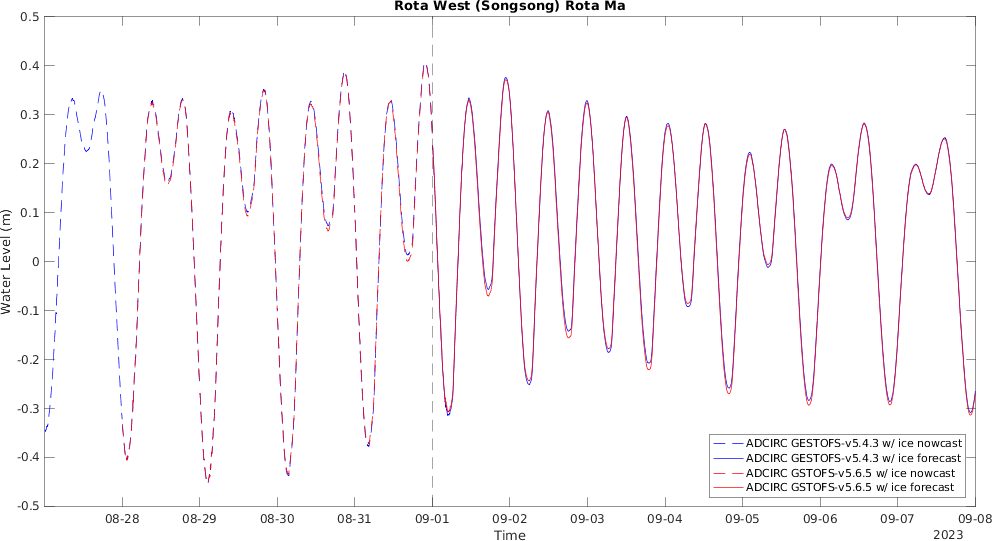 Rota West (Songsong) Rota Ma
0.5
0.4
0.3
0.2
0.1
0
-0.1
-0.2
-0.3
-0.4
-0.5
Water Level (m)
ADCIRC GESTOFS-v5.4.3 w/ ice nowcast
ADCIRC GESTOFS-v5.4.3 w/ ice forecast
ADCIRC GSTOFS-v5.6.5 w/ ice nowcast
ADCIRC GSTOFS-v5.6.5 w/ ice forecast
08-28 08-29 08-30 08-31 09-01 09-02 09-03 09-04 09-05 09-06 09-07 09-08
Time
2023